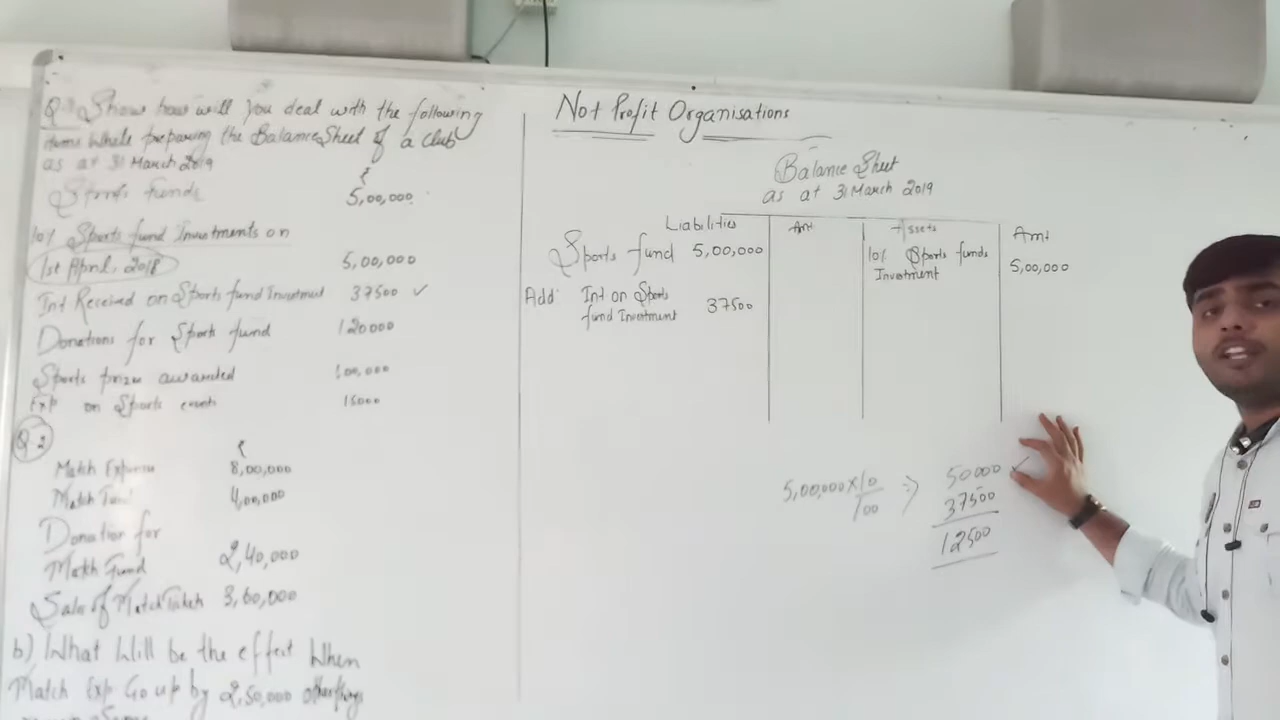 Q-1 Show how will you deal with the following
items while preparing the Balance Sheet of a Club
as at 31 March 2019
₹
Sports Funds 5,00,000
10% Sports fund Investments on
1st April, 2018 5,00,000
Int Received on Sports fund Investment 37500 ✓
Donations for Sport fund 120000
Sports prizes awarded 100,000
Exp on Sports events 15000
Q-2
₹
Match Expense 8,00,000
Match Fund 4,00,000
Donation for
Match Fund 2,40,000
Sale of Match Tickets 3,60,000
b) What Will be the effect When
Match Exp Go up by 2,50,000 other things
Not Profit Organisations
Balance Sheet
as at 31 March 2019
Liabilities Amt Assets Amt
Sports fund 5,00,000 10% Sports funds
Investment 5,00,000
Add: Int on Sports
fund Investment 37500
5,00,000 × 10 / 100 => 50000 ✓
37500
12500